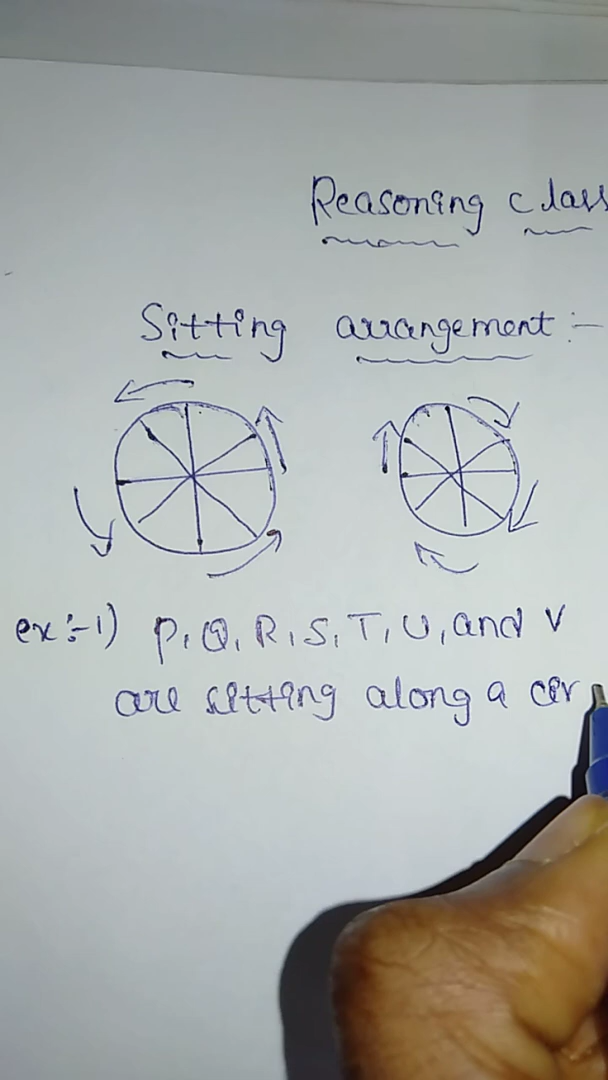 Reasoning class
Sitting arrangement :-
ex:-1) P, Q, R, S, T, U, and V
are sitting along a cir